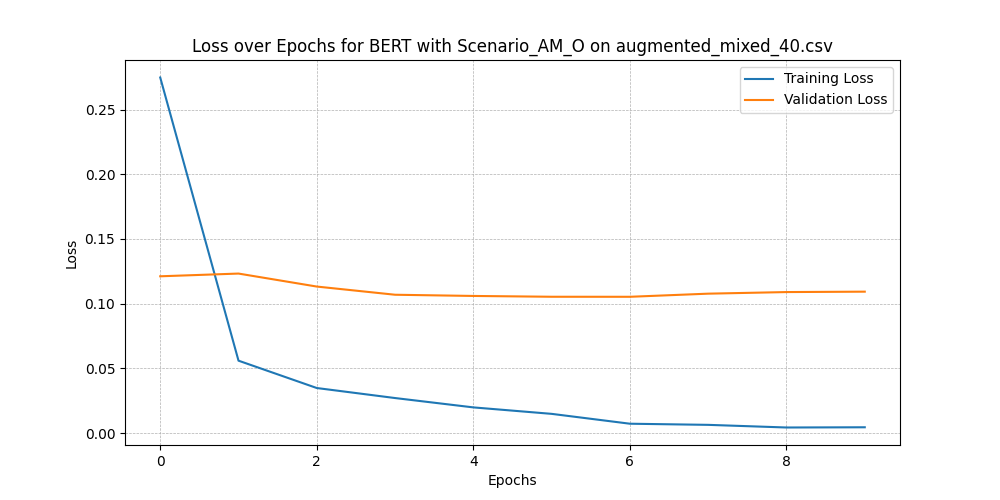 Loss over Epochs for BERT with Scenario_AM_O on augmented_mixed_40.csv
Training Loss
Validation Loss
0.25
0.20
0.15
0.10
0.05
0.00
Loss
0 2 4 6 8
Epochs